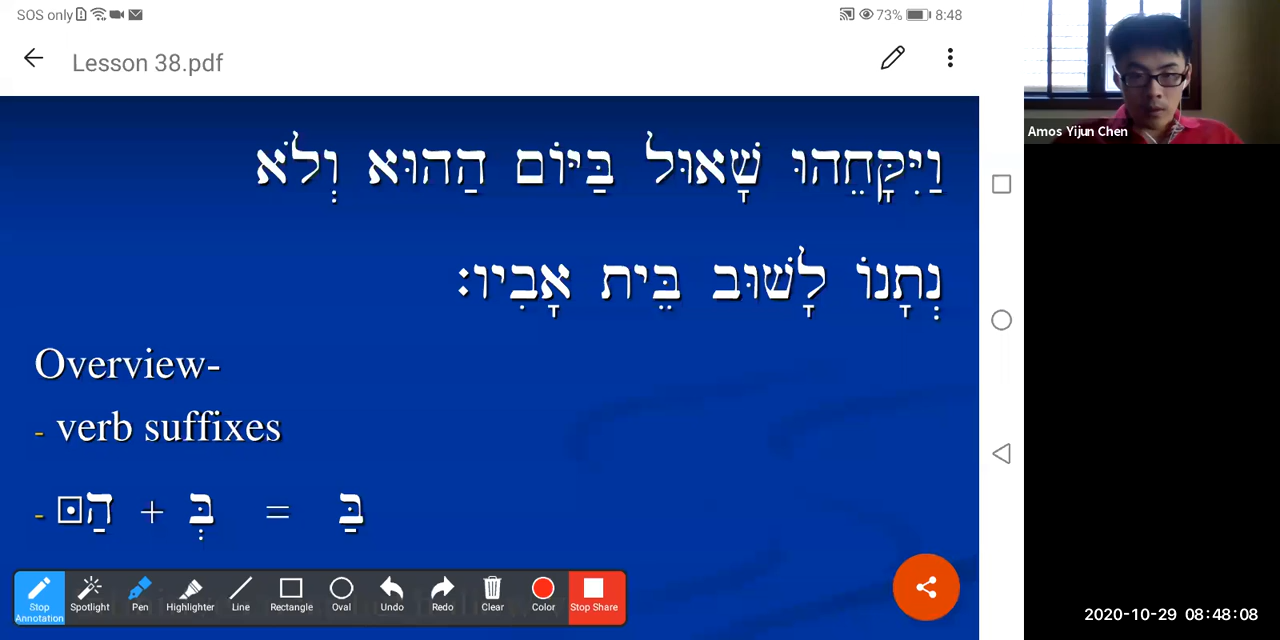 SOS only 73% 8:48
Lesson 38.pdf
Amos Yijun Chen
וַיִּקָּחֵהוּ שָׁאוּל בַּיּוֹם הַהוּא וְלֹא
נְתָנוֹ לָשׁוּב בֵּית אָבִיו׃
Overview-
- verb suffixes
- הַ⊡ + בְּ = בַּ
Stop Annotation
Spotlight
Pen
Highlighter
Line
Rectangle
Oval
Undo
Redo
Clear
Color
Stop Share
2020-10-29 08:48:08